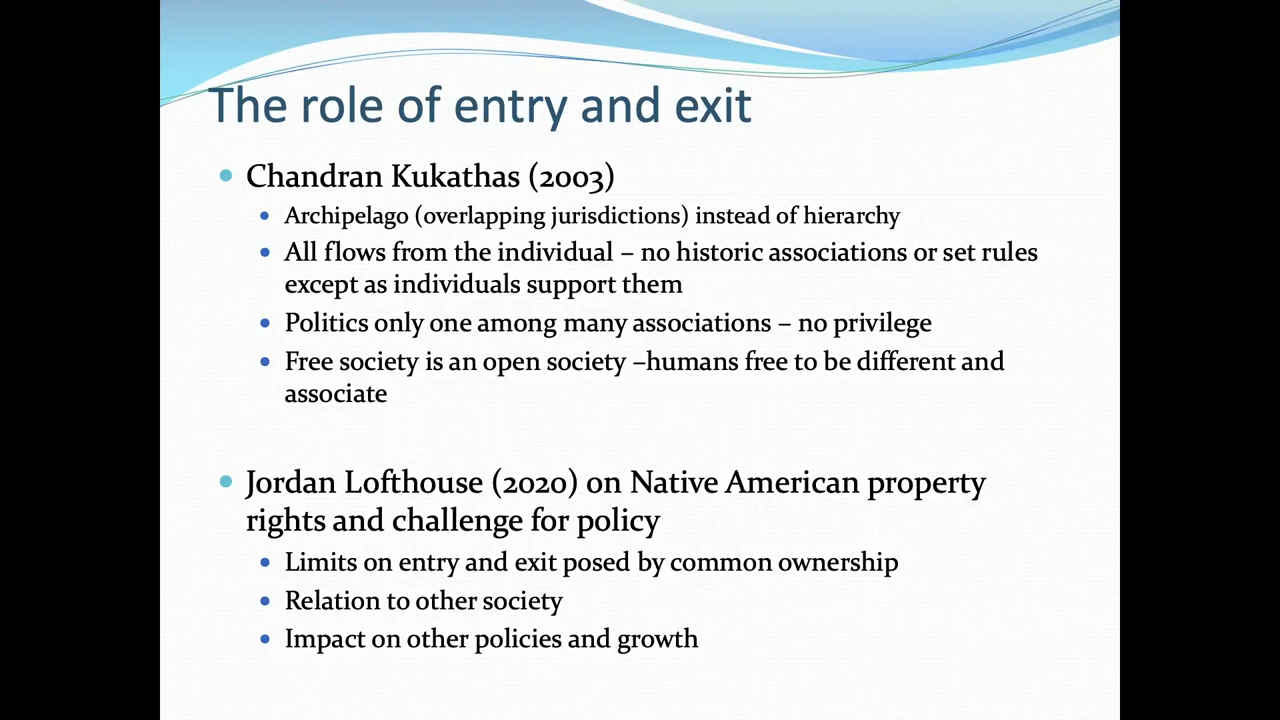 The role of entry and exit
• Chandran Kukathas (2003)
• Archipelago (overlapping jurisdictions) instead of hierarchy
• All flows from the individual – no historic associations or set rules
except as individuals support them
• Politics only one among many associations – no privilege
• Free society is an open society –humans free to be different and
associate
• Jordan Lofthouse (2020) on Native American property
rights and challenge for policy
• Limits on entry and exit posed by common ownership
• Relation to other society
• Impact on other policies and growth